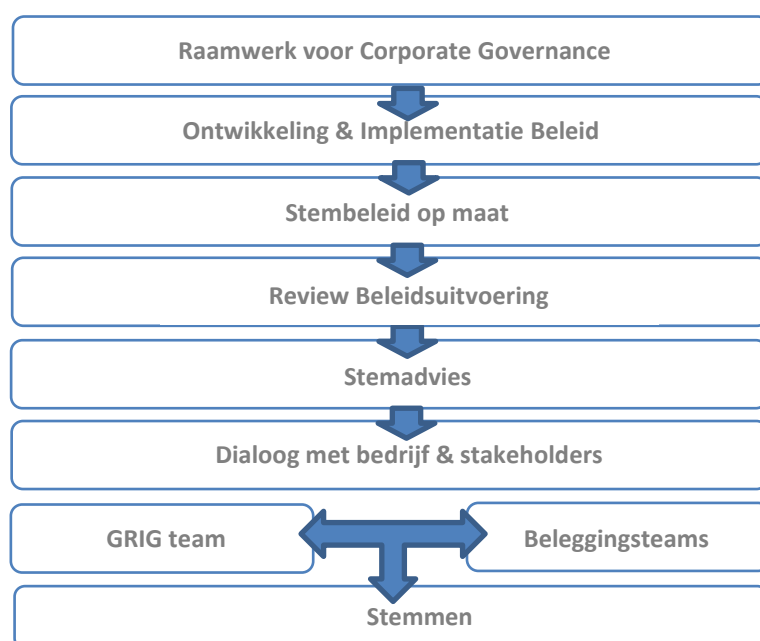 Raamwerk voor Corporate Governance
Ontwikkeling & Implementatie Beleid
Stembeleid op maat
Review Beleidsuitvoering
Stemadvies
Dialoog met bedrijf & stakeholders
GRIG team
Beleggingsteams
Stemmen